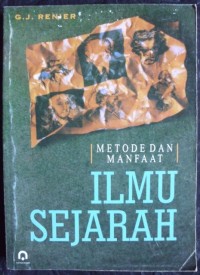 G.J. RENIER
METODE DAN
MANFAAT
ILMU
SEJARAH